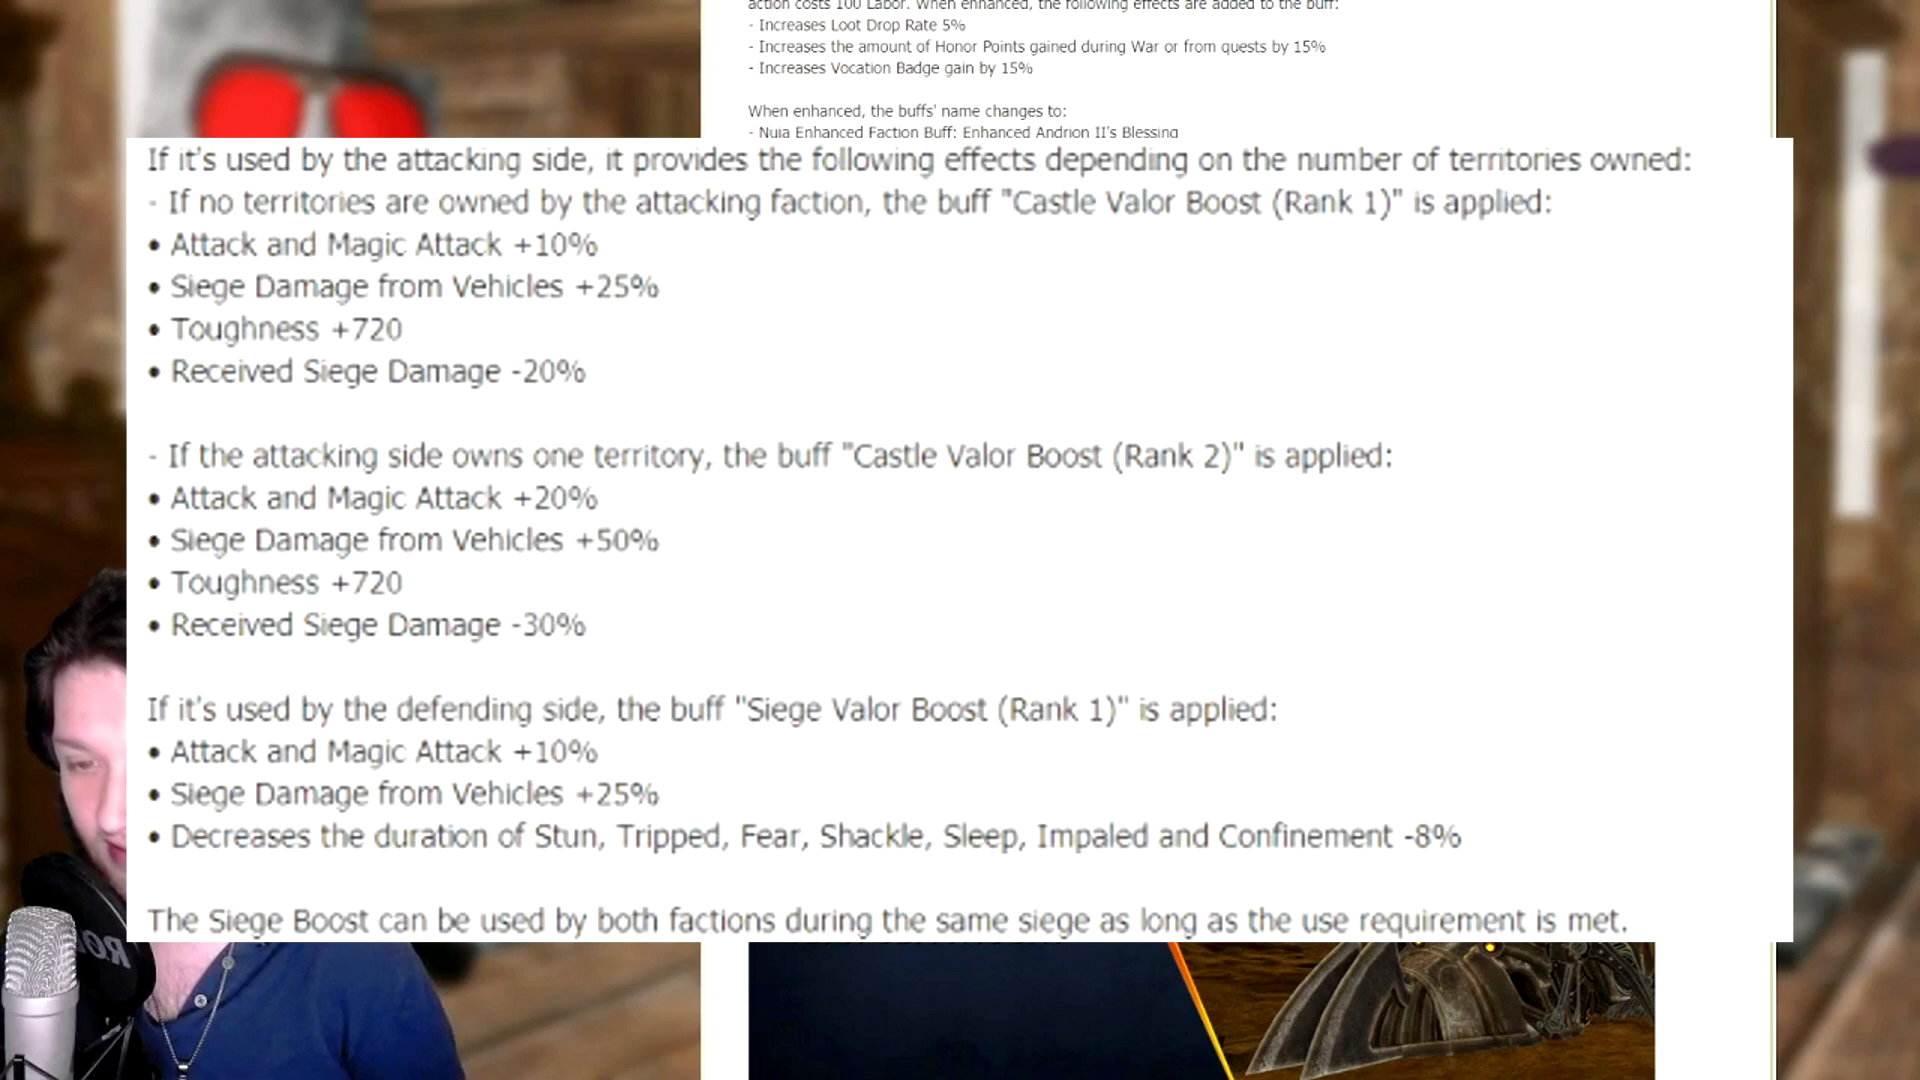 action costs 100 Labor. When enhanced, the following effects are added to the buff:
- Increases Loot Drop Rate 5%
- Increases the amount of Honor Points gained during War or from quests by 15%
- Increases Vocation Badge gain by 15%
When enhanced, the buffs' name changes to:
- Nuia Enhanced Faction Buff: Enhanced Andrion II's Blessing
If it's used by the attacking side, it provides the following effects depending on the number of territories owned:
- If no territories are owned by the attacking faction, the buff "Castle Valor Boost (Rank 1)" is applied:
• Attack and Magic Attack +10%
• Siege Damage from Vehicles +25%
• Toughness +720
• Received Siege Damage -20%
- If the attacking side owns one territory, the buff "Castle Valor Boost (Rank 2)" is applied:
• Attack and Magic Attack +20%
• Siege Damage from Vehicles +50%
• Toughness +720
• Received Siege Damage -30%
If it's used by the defending side, the buff "Siege Valor Boost (Rank 1)" is applied:
• Attack and Magic Attack +10%
• Siege Damage from Vehicles +25%
• Decreases the duration of Stun, Tripped, Fear, Shackle, Sleep, Impaled and Confinement -8%
The Siege Boost can be used by both factions during the same siege as long as the use requirement is met.